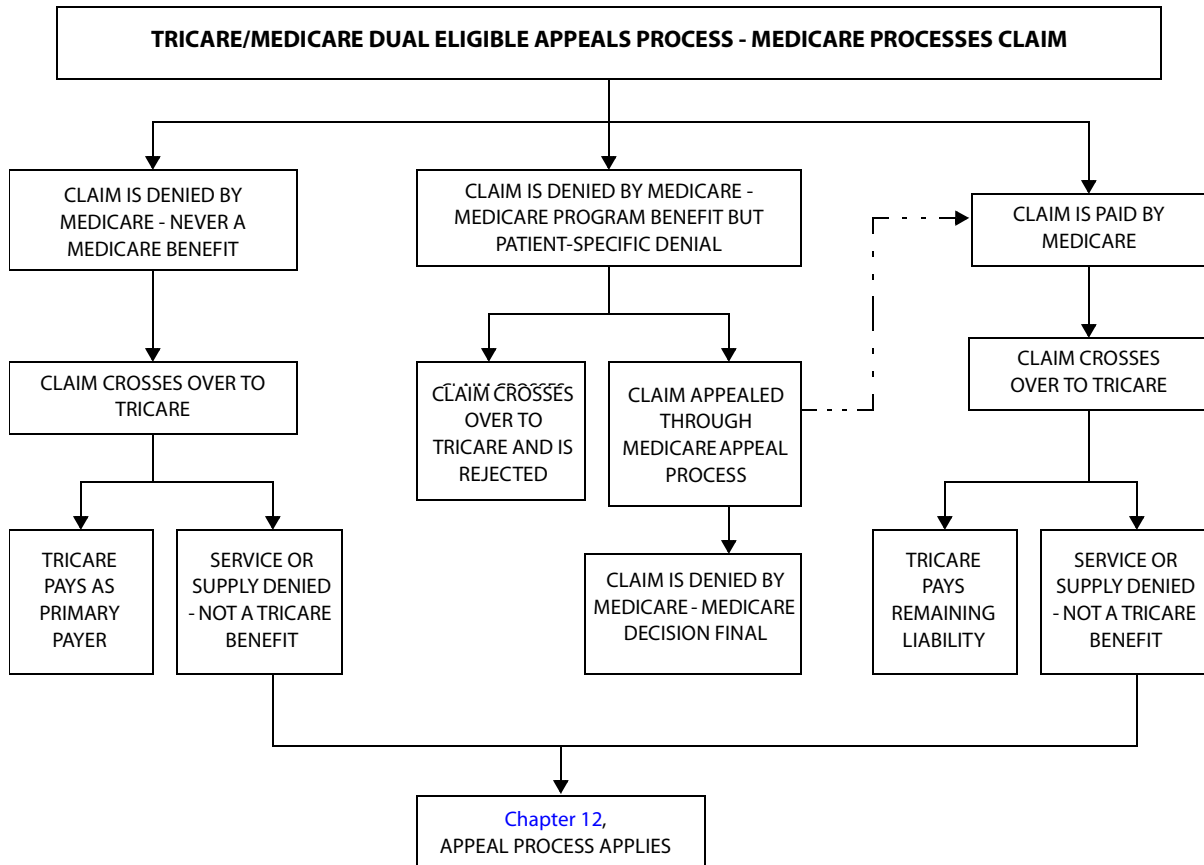 TRICARE/MEDICARE DUAL ELIGIBLE APPEALS PROCESS - MEDICARE PROCESSES CLAIM
CLAIM IS DENIED BY
MEDICARE - NEVER A
MEDICARE BENEFIT
CLAIM IS DENIED BY MEDICARE -
MEDICARE PROGRAM BENEFIT BUT
PATIENT-SPECIFIC DENIAL
CLAIM IS PAID BY
MEDICARE
CLAIM CROSSES OVER TO
TRICARE
CLAIM CROSSES
OVER TO
TRICARE AND IS
REJECTED
CLAIM APPEALED
THROUGH
MEDICARE APPEAL
PROCESS
CLAIM CROSSES
OVER TO TRICARE
TRICARE
PAYS AS
PRIMARY
PAYER
SERVICE OR
SUPPLY DENIED
- NOT A TRICARE
BENEFIT
CLAIM IS DENIED BY
MEDICARE - MEDICARE
DECISION FINAL
TRICARE
PAYS
REMAINING
LIABILITY
SERVICE OR
SUPPLY DENIED
- NOT A TRICARE
BENEFIT
Chapter 12,
APPEAL PROCESS APPLIES